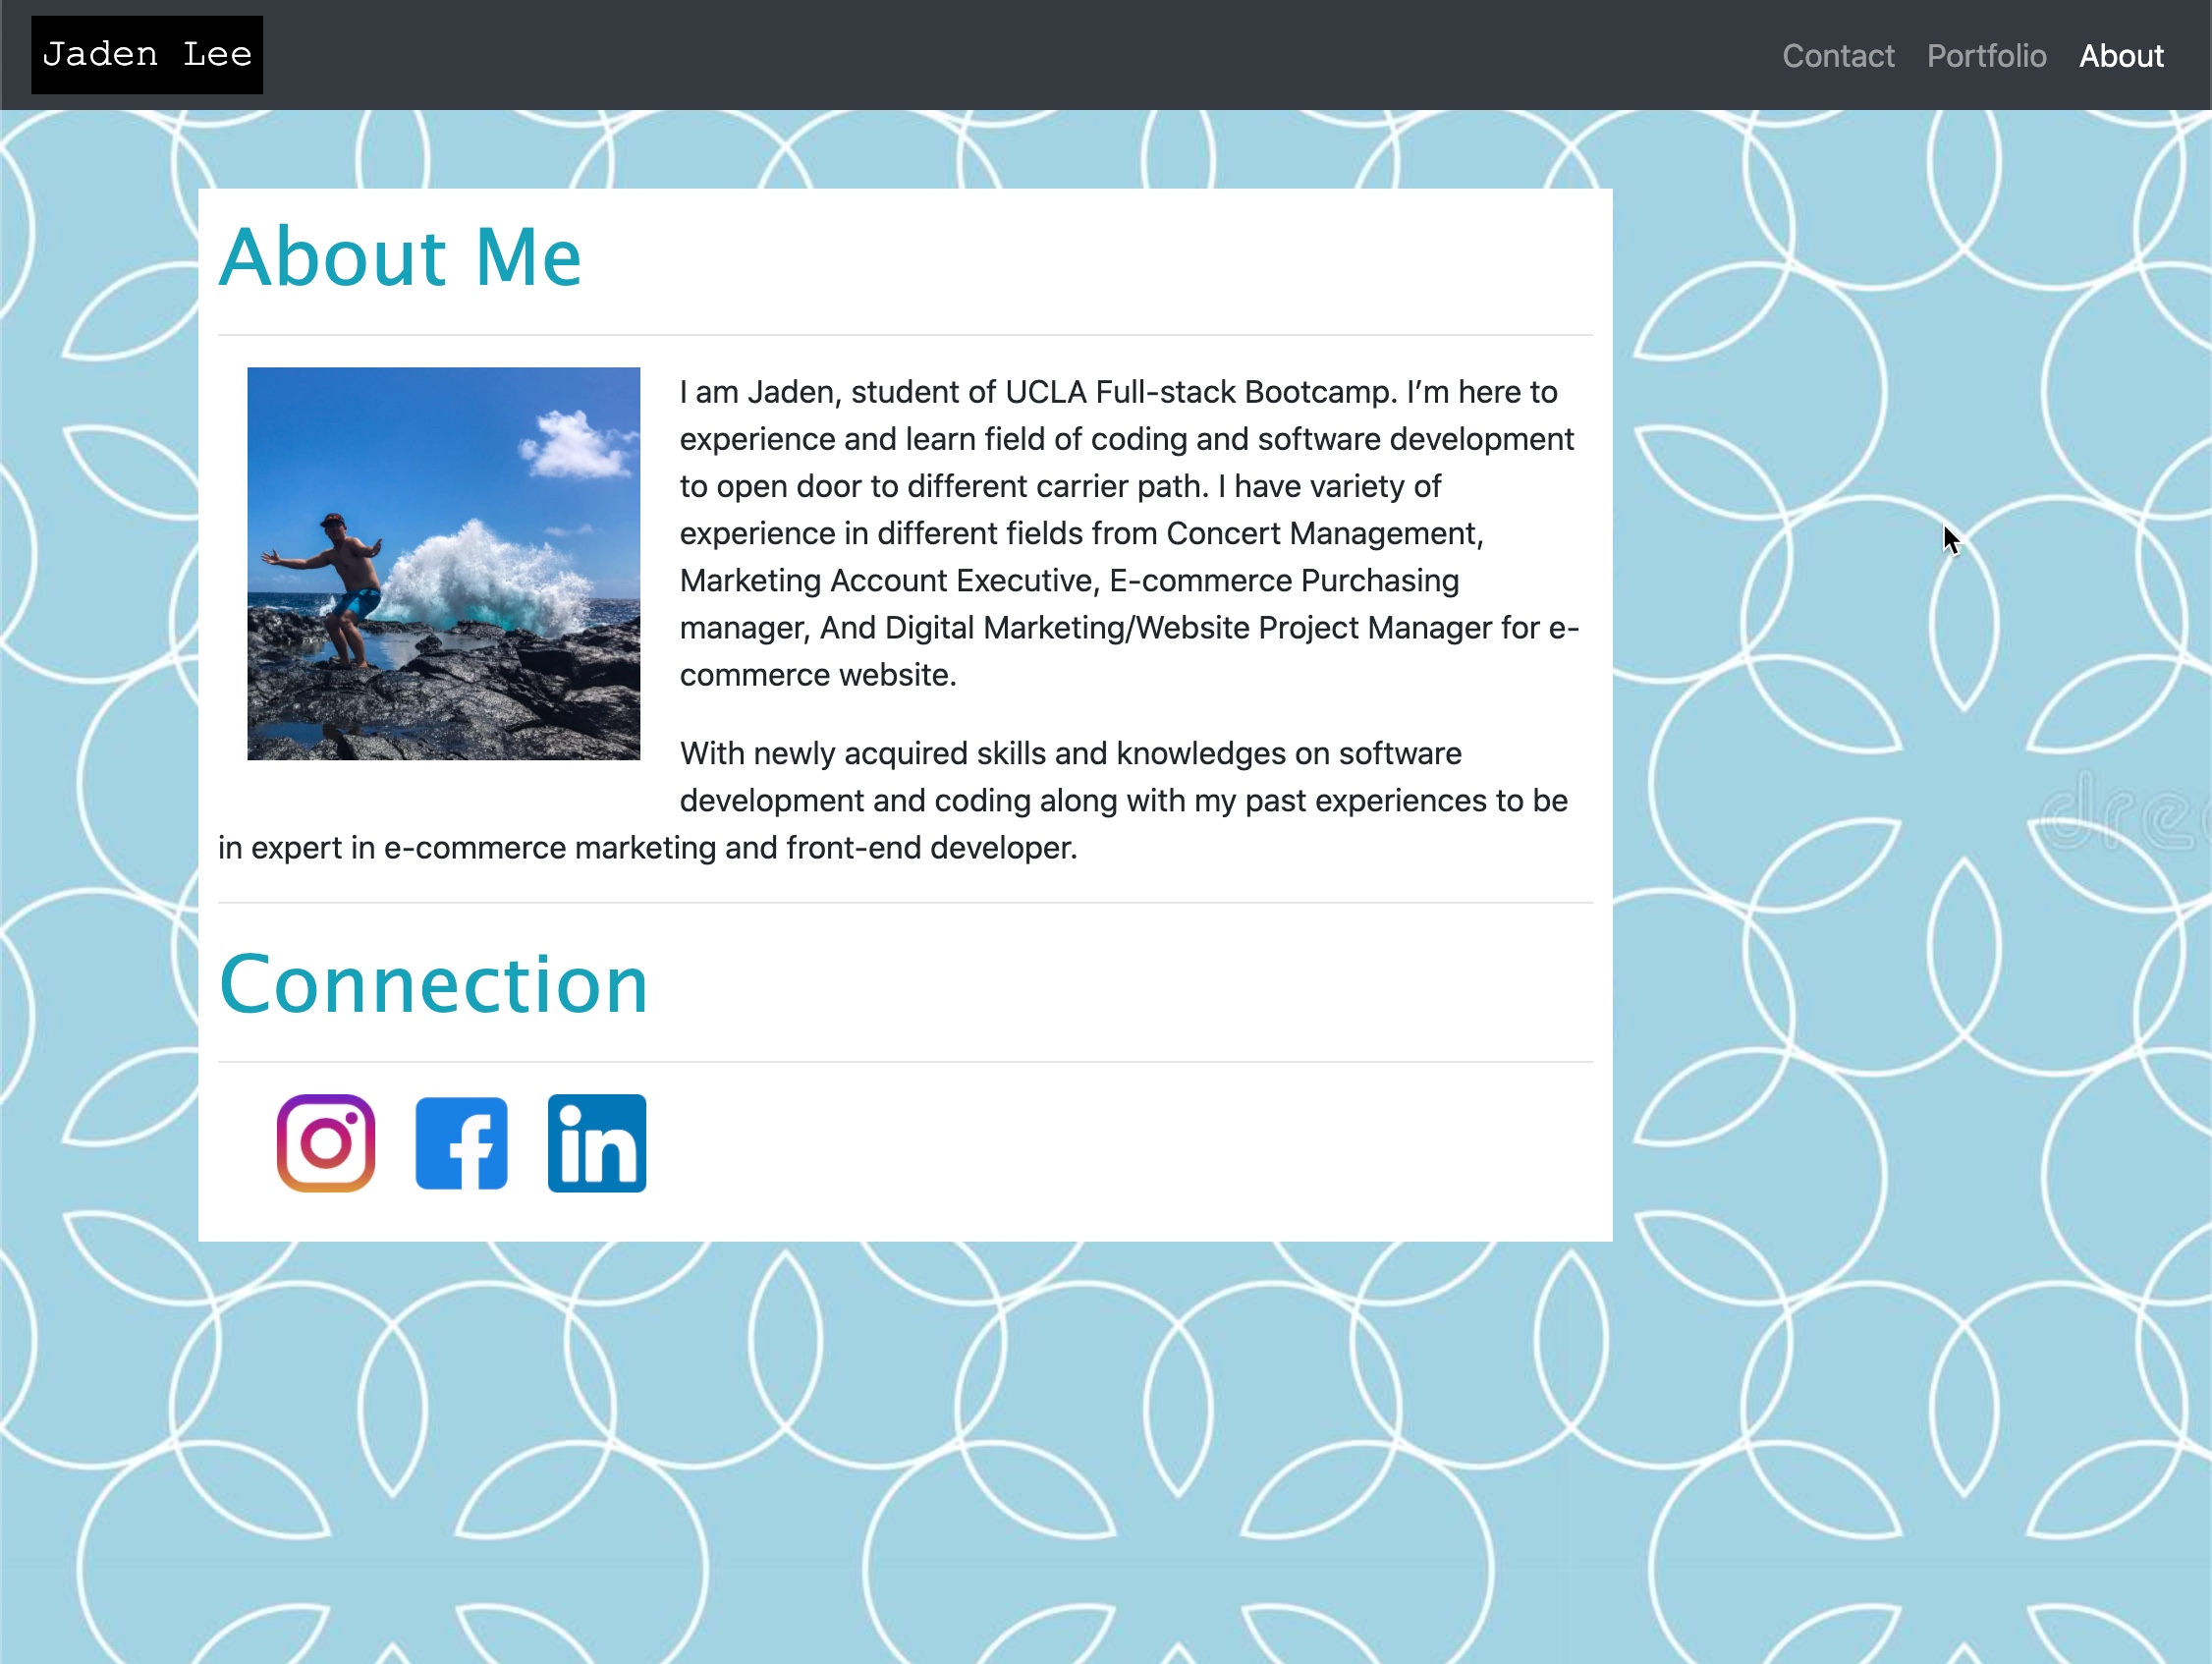 Jaden Lee
Contact Portfolio About
About Me
I am Jaden, student of UCLA Full-stack Bootcamp. I’m here to
experience and learn field of coding and software development
to open door to different carrier path. I have variety of
experience in different fields from Concert Management,
Marketing Account Executive, E-commerce Purchasing
manager, And Digital Marketing/Website Project Manager for e-
commerce website.
With newly acquired skills and knowledges on software
development and coding along with my past experiences to be
in expert in e-commerce marketing and front-end developer.
Connection